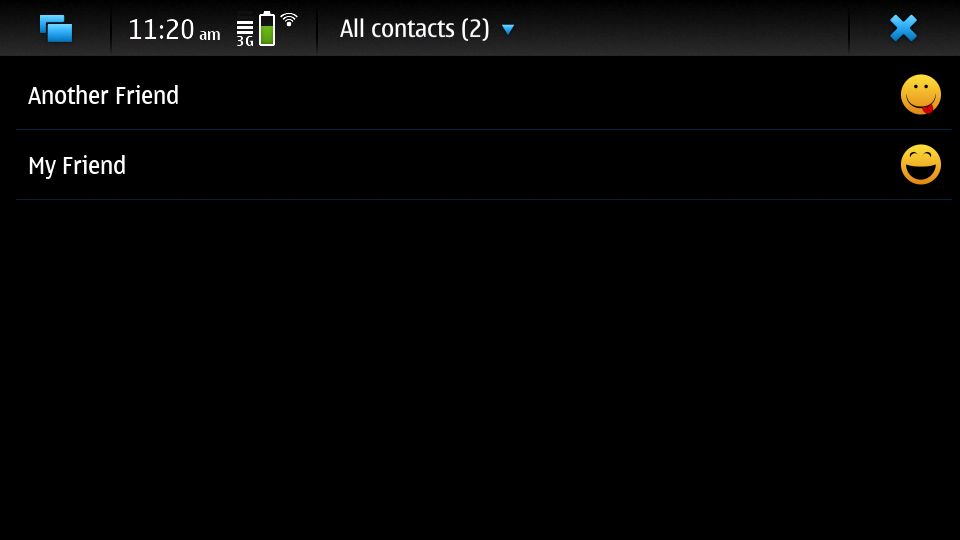 11:20 am
3G
All contacts (2)
Another Friend
My Friend